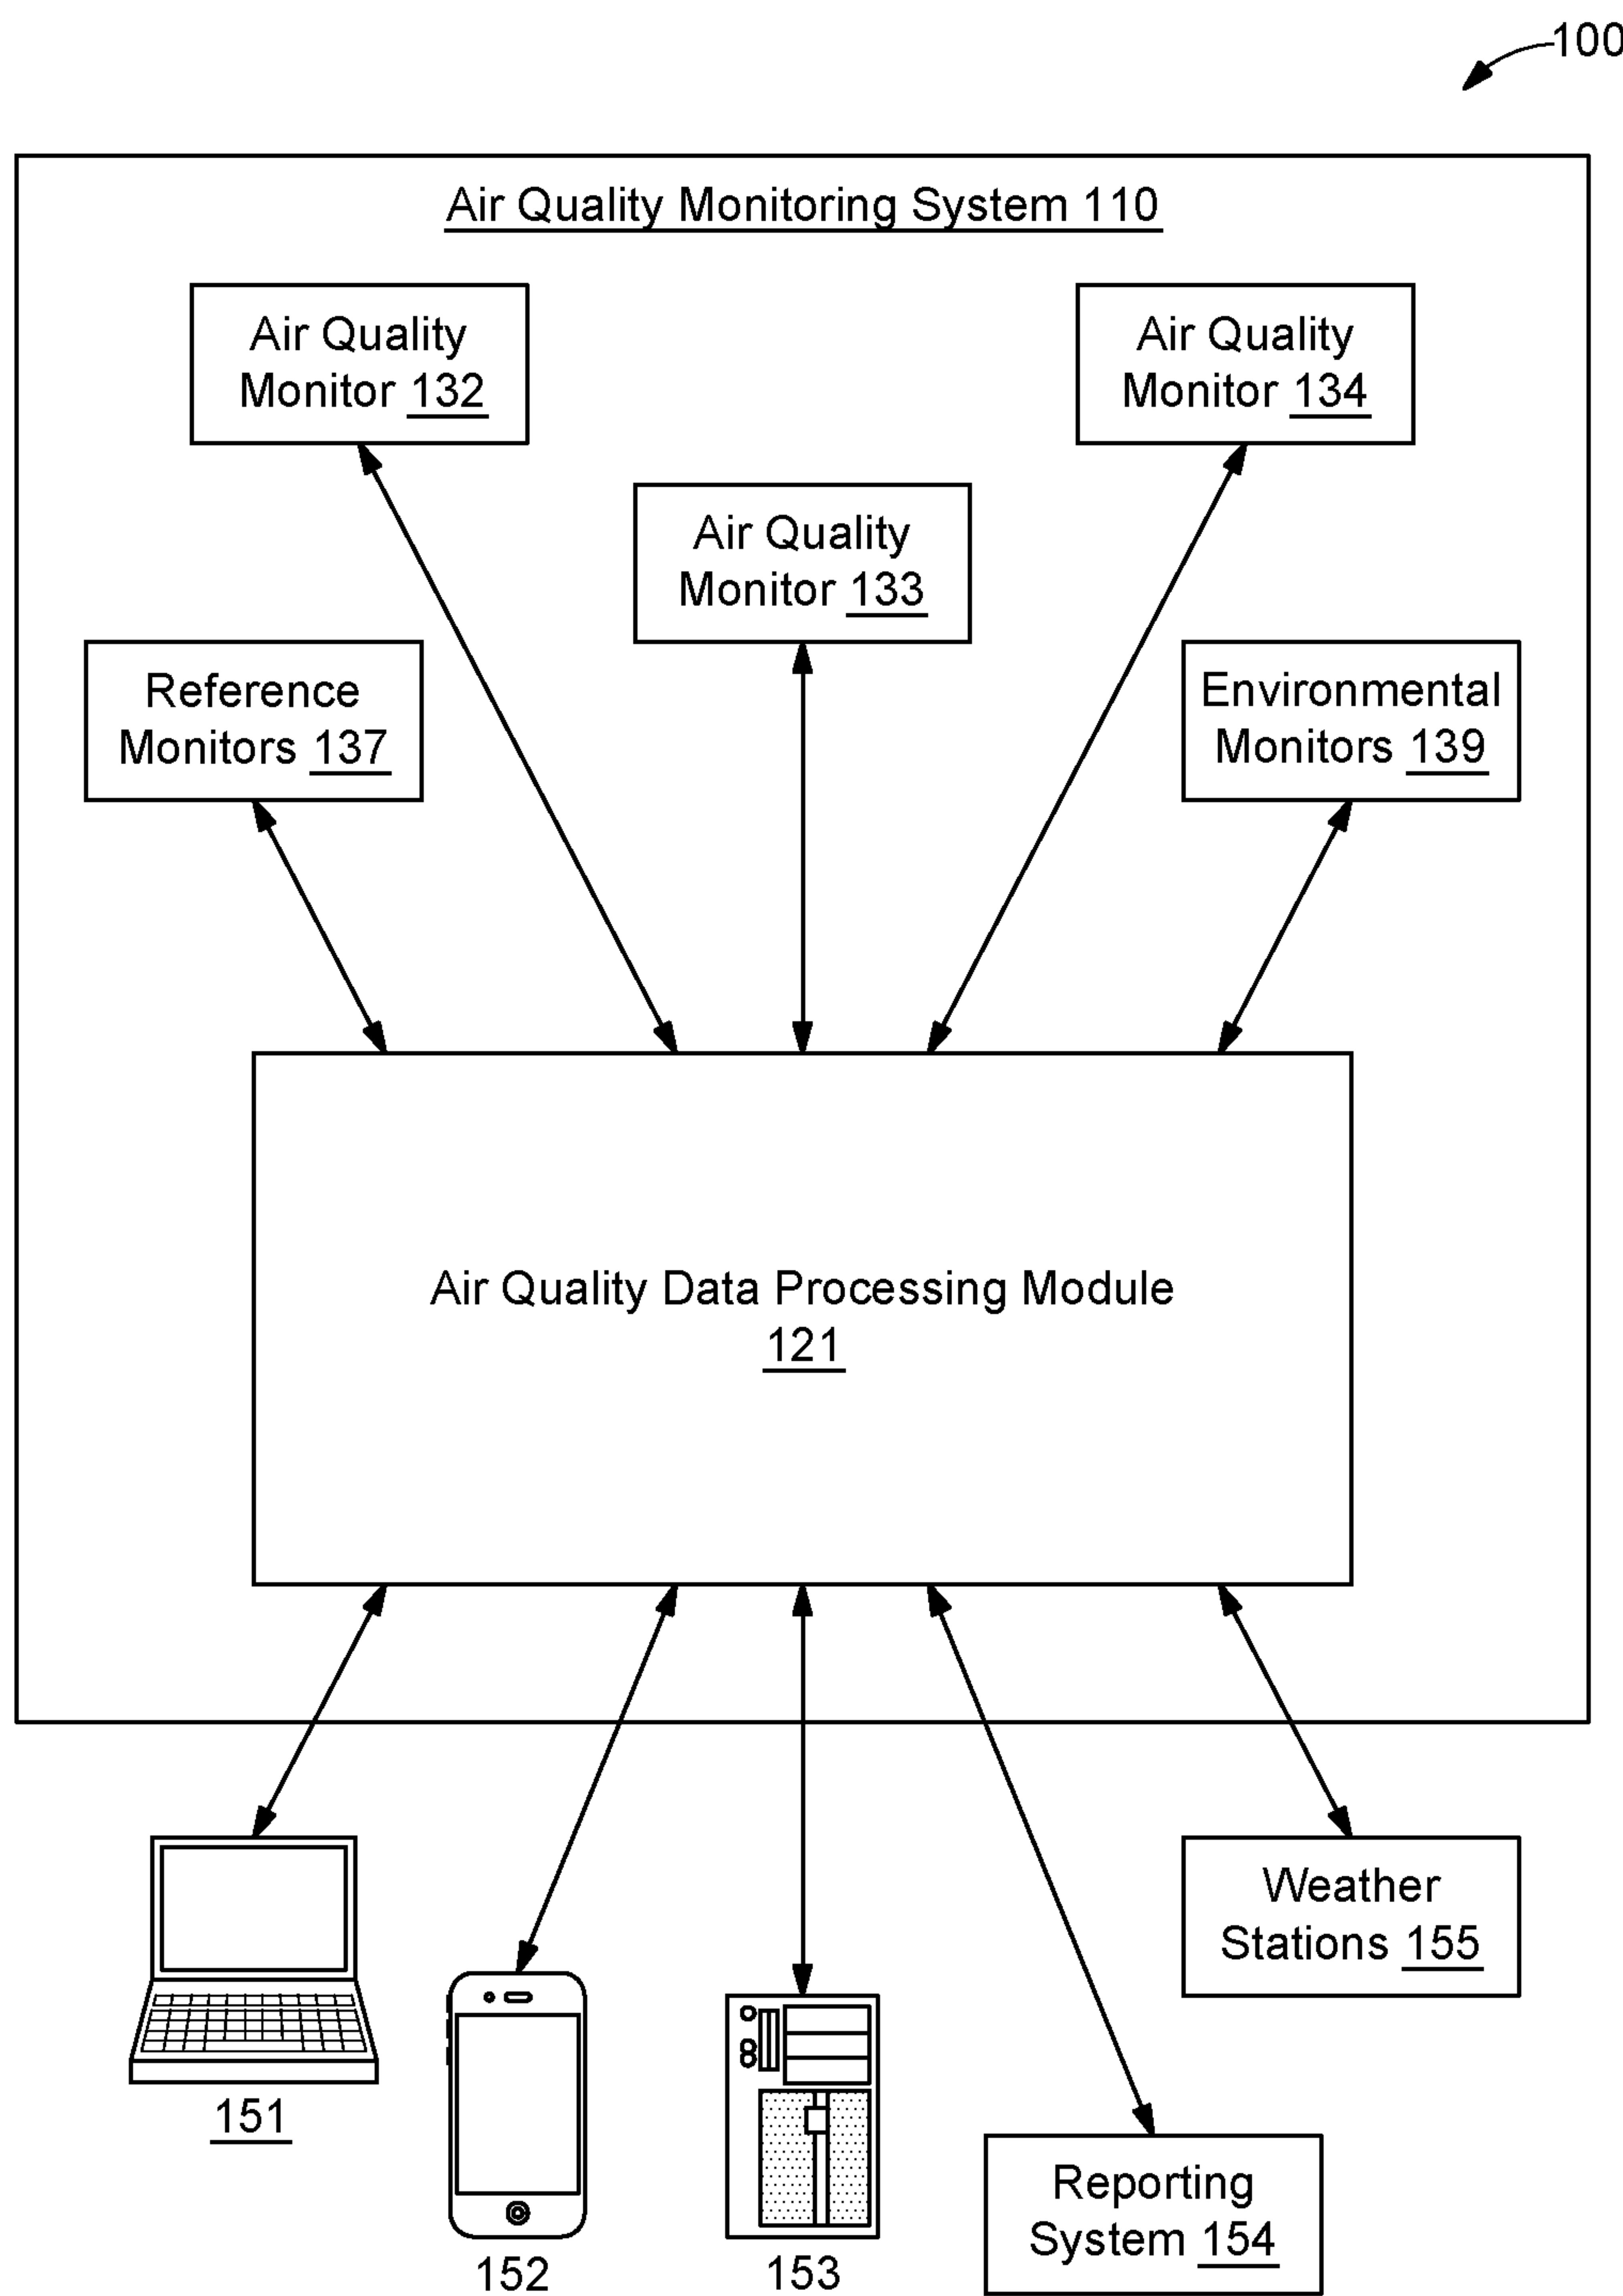 100
Air Quality Monitoring System 110
Air Quality
Monitor 132
Air Quality
Monitor 134
Air Quality
Monitor 133
Reference
Monitors 137
Environmental
Monitors 139
Air Quality Data Processing Module
121
Weather
Stations 155
151
Reporting
System 154
152
153